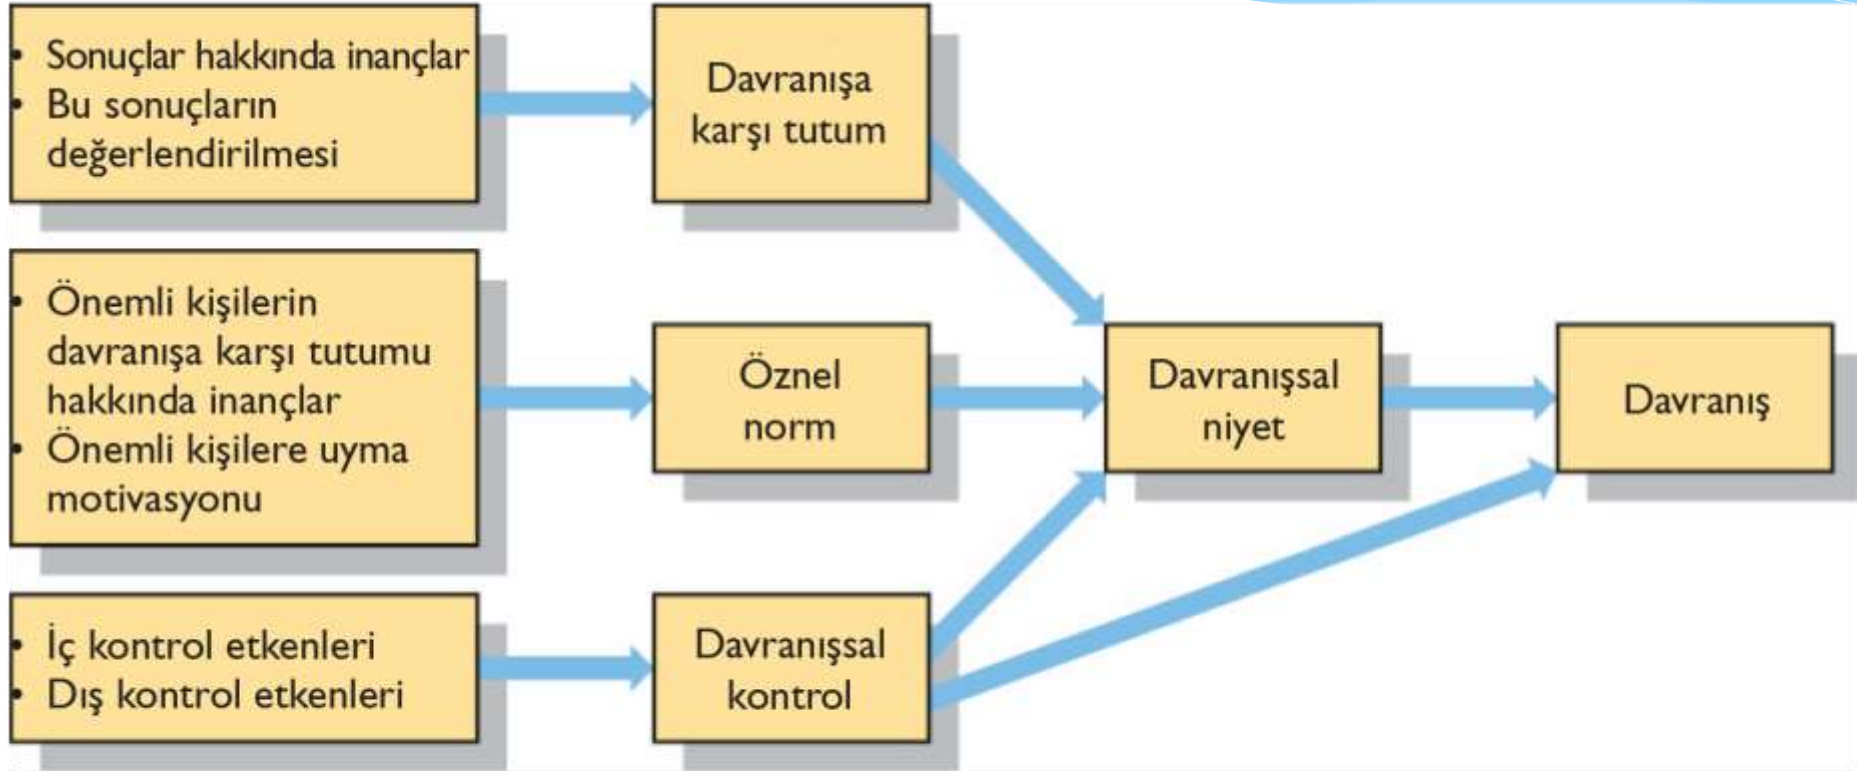 • Sonuçlar hakkında inançlar
• Bu sonuçların
değerlendirilmesi
Davranışa
karşı tutum
• Önemli kişilerin
davranışa karşı tutumu
hakkında inançlar
• Önemli kişilere uyma
motivasyonu
Öznel
norm
Davranışsal
niyet
Davranış
• İç kontrol etkenleri
• Dış kontrol etkenleri
Davranışsal
kontrol